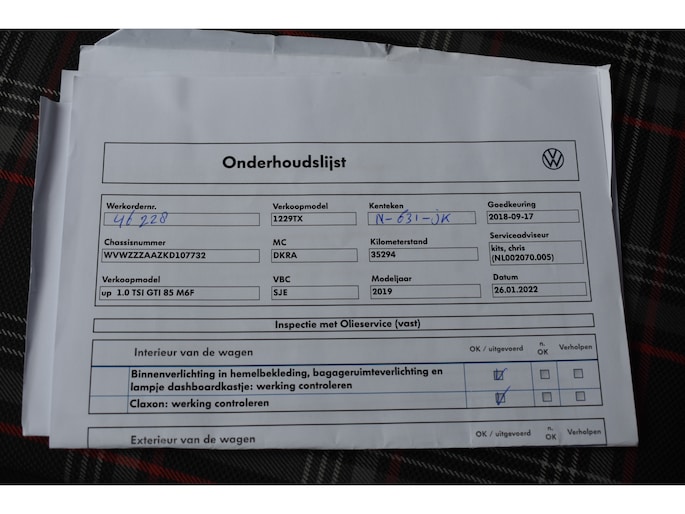 Onderhoudslijst
Werkordernr. Verkoopmodel Kenteken Goedkeuring
46 228 1229TX N-631-JK 2018-09-17
Chassisnummer MC Kilometerstand Serviceadviseur
WVWZZZAAZKD107732 DKRA 35294 kits, chris
(NL002070.005)
Verkoopmodel VBC Modeljaar Datum
up 1.0 TSI GTI 85 M6F SJE 2019 26.01.2022
Inspectie met Olieservice (vast)
Interieur van de wagen OK / uitgevoerd n. OK Verholpen
Binnenverlichting in hemelbekleding, bagageruimteverlichting en
lampje dashboardkastje: werking controleren
Claxon: werking controleren
Exterieur van de wagen OK / uitgevoerd n. OK Verholpen